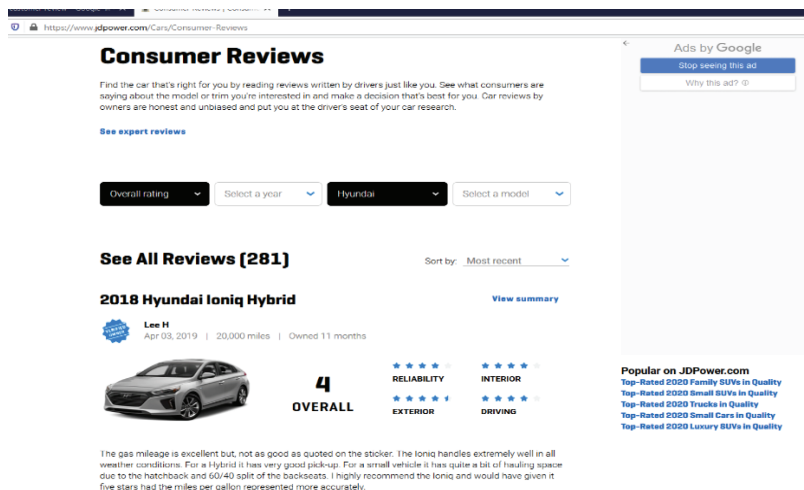 https://www.jdpower.com/Cars/Consumer-Reviews
Consumer Reviews
Find the car that's right for you by reading reviews written by drivers just like you. See
what consumers are
saying about the model or trim you're interested in and make a decision that's best for you. Car reviews by
owners are honest and unbiased and put you at the driver's seat of your car research.
See expert reviews
Overall rating
Select a year
Hyundai
Select a model
See All Reviews (281)
Sort by: Most recent
2018 Hyundai Ioniq Hybrid
View summary
VERIFIED OWNER
Lee H
Apr 03, 2019 | 20,000 miles | Owned 11 months
4
OVERALL
RELIABILITY
INTERIOR
EXTERIOR
DRIVING
The gas mileage is excellent but, not as good as quoted on the sticker. The Ioniq handles extremely well in all
weather conditions. For a Hybrid it has very good pick-up. For a small vehicle it has quite a bit of hauling space
due to the hatchback and 60/40 split of the backseats. I highly recommend the Ioniq and would have given it
five stars had the miles per gallon represented more accurately.
Ads by Google
Stop seeing this ad
Why this ad?
Popular on JDPower.com
Top-Rated 2020 Family SUVs in Quality
Top-Rated 2020 Small SUVs in Quality
Top-Rated 2020 Trucks in Quality
Top-Rated 2020 Small Cars in Quality
Top-Rated 2020 Luxury SUVs in Quality